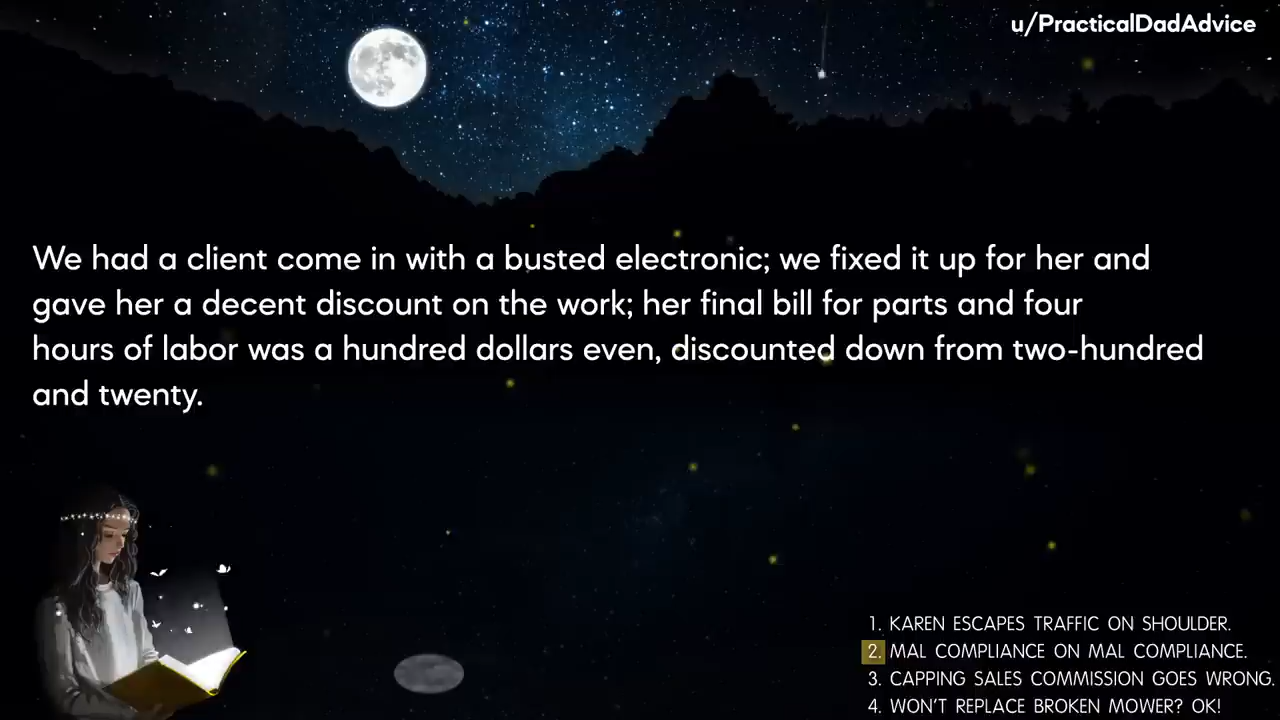 u/PracticalDadAdvice
We had a client come in with a busted electronic; we fixed it up for her and
gave her a decent discount on the work; her final bill for parts and four
hours of labor was a hundred dollars even, discounted down from two-hundred
and twenty.
1. KAREN ESCAPES TRAFFIC ON SHOULDER.
2. MAL COMPLIANCE ON MAL COMPLIANCE.
3. CAPPING SALES COMMISSION GOES WRONG.
4. WON'T REPLACE BROKEN MOWER? OK!